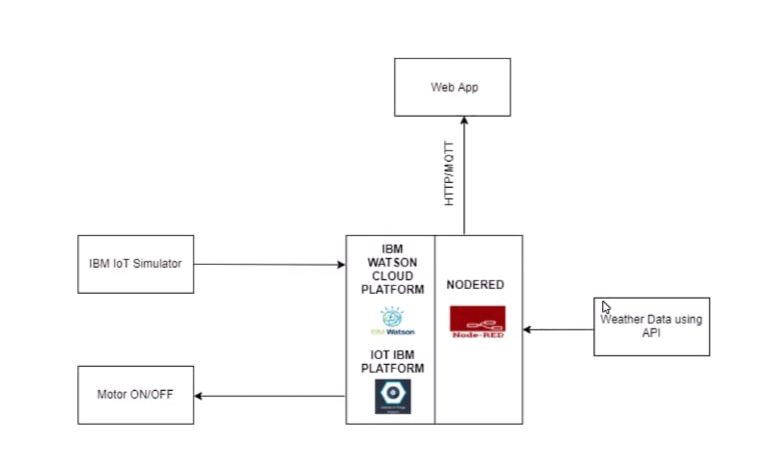 Web App
HTTP/MQTT
IBM IoT Simulator
IBM
WATSON
CLOUD
PLATFORM
NODERED
IBM Watson
Node-RED
Weather Data using
API
IOT IBM
PLATFORM
Motor ON/OFF